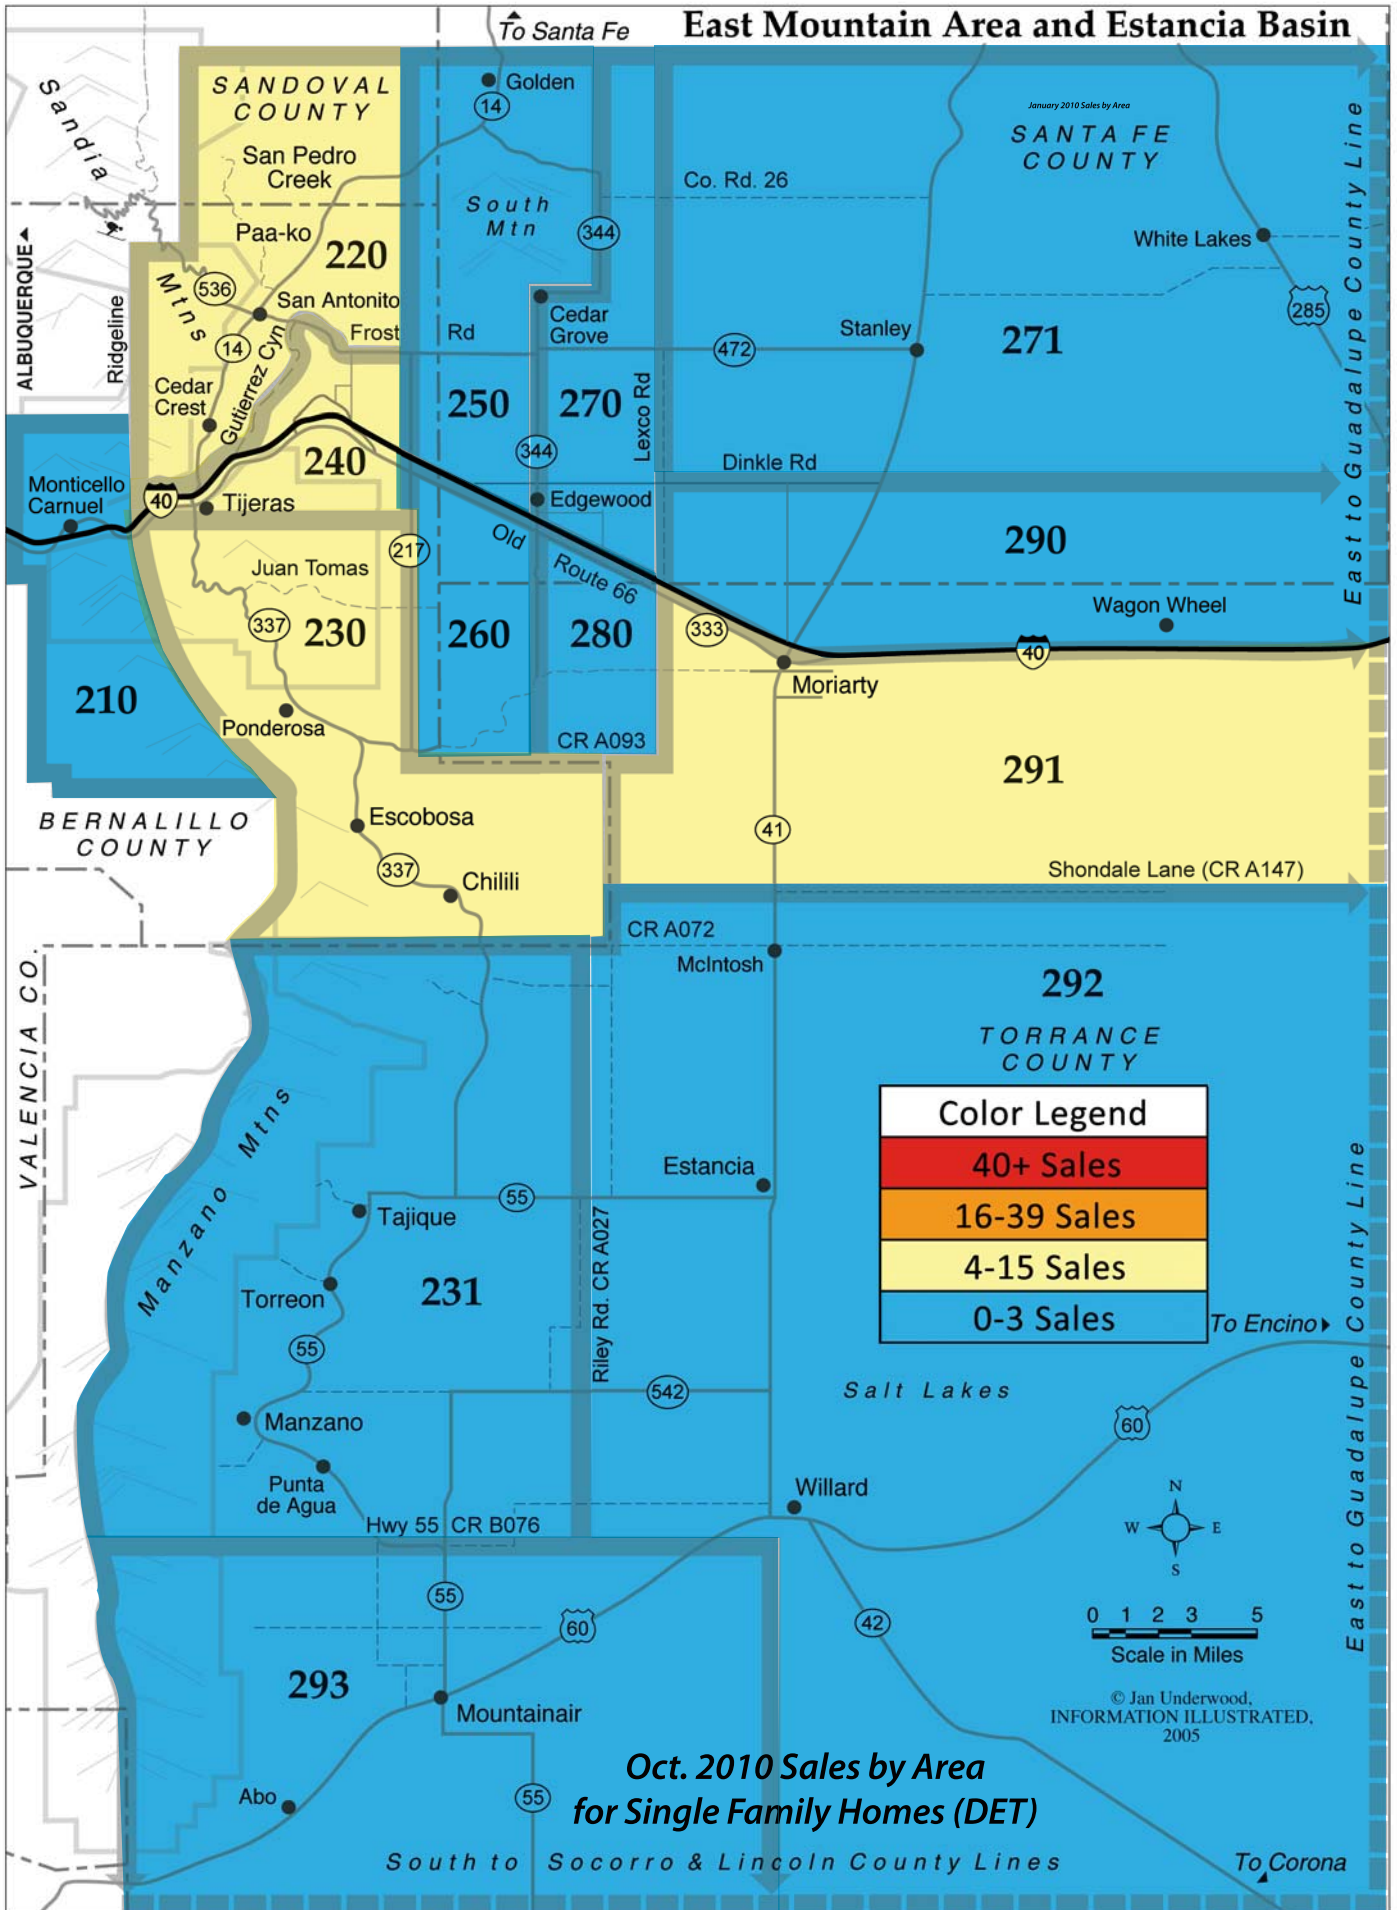 To Santa Fe
East Mountain Area and Estancia Basin
SANDOVAL
COUNTY
Golden
14
January 2010 Sales by Area
SANTA FE
COUNTY
Sandia
Mtns
San Pedro
Creek
Co. Rd. 26
South
Mtn
344
Paa-ko
220
White Lakes
ALBUQUERQUE
Ridgeline
536
San Antonito
Cedar
Grove
285
East to Guadalupe County Line
Frost
Rd
472
Stanley
271
14
Gutierrez Cyn
Cedar
Crest
250
270
Lexco Rd
344
240
Dinkle Rd
Monticello
Carnuel
40
Tijeras
Edgewood
Old
Route 66
290
217
Juan Tomas
Wagon Wheel
337
230
260
280
333
40
210
Moriarty
Ponderosa
CR A093
291
BERNALILLO
COUNTY
Escobosa
41
337
Shondale Lane (CR A147)
Chilili
CR A072
McIntosh
VALENCIA CO.
292
TORRANCE
COUNTY
Color Legend
40+ Sales
16-39 Sales
4-15 Sales
0-3 Sales
Manzano Mtns
Estancia
55
Tajique
Riley Rd. CR A027
East to Guadalupe County Line
Torreon
231
To Encino
55
542
Salt Lakes
60
Manzano
Punta
de Agua
Willard
N
W
E
S
Hwy 55
CR B076
55
60
42
0 1 2 3 5
Scale in Miles
293
Mountainair
© Jan Underwood,
INFORMATION ILLUSTRATED,
2005
Oct. 2010 Sales by Area
for Single Family Homes (DET)
Abo
55
South to Socorro & Lincoln County Lines
To Corona